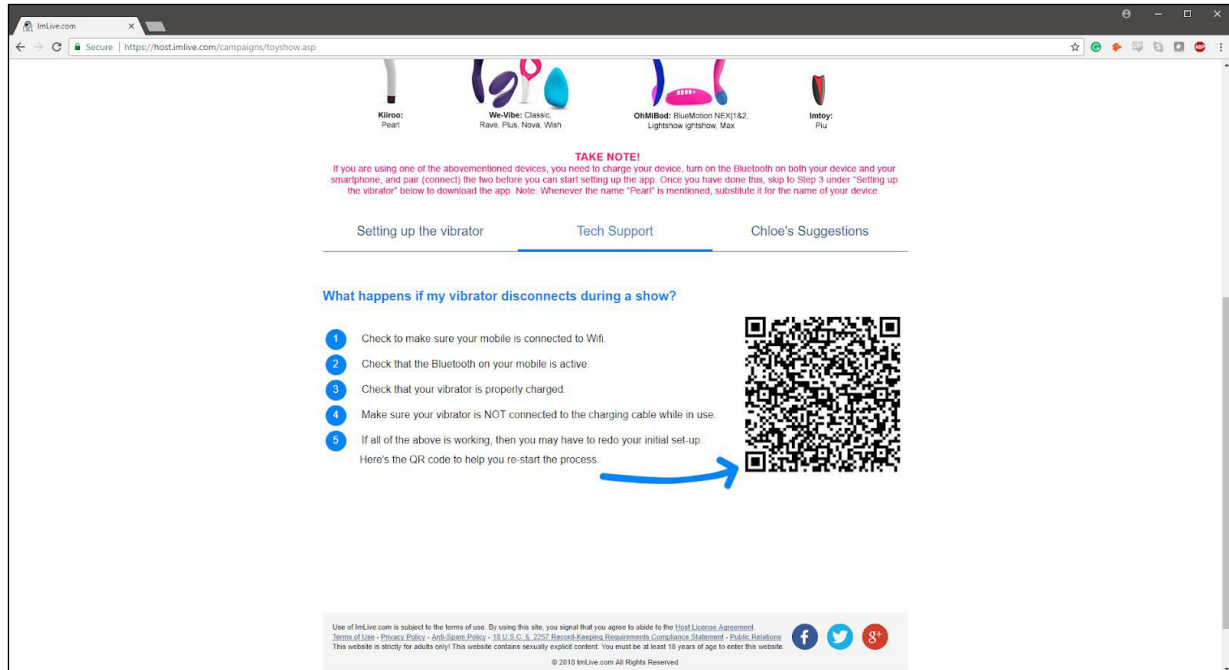 ImLive.com
Secure | https://host.imlive.com/campaigns/toyshow.asp
ABP
Kiiroo:
Pearl
We-Vibe: Classic,
Rave, Plus, Nova, Wish
OhMiBod: BlueMotion NEX|1&2,
Lightshow ightshow, Max
Imtoy:
Piu
TAKE NOTE!
If you are using one of the abovementioned devices, you need to charge your device, turn on the Bluetooth on both your device and your
smartphone, and pair (connect) the two before you can start setting up the app. Once you have done this, skip to Step 3 under "Setting up
the vibrator" below to download the app. Note: Whenever the name "Pearl" is mentioned, substitute it for the name of your device.
Setting up the vibrator
Tech Support
Chloe's Suggestions
What happens if my vibrator disconnects during a show?
1 Check to make sure your mobile is connected to Wifi.
2 Check that the Bluetooth on your mobile is active.
3 Check that your vibrator is properly charged.
4 Make sure your vibrator is NOT connected to the charging cable while in use.
5 If all of the above is working, then you may have to redo your initial set-up.
Here's the QR code to help you re-start the process.
Use of ImLive.com is subject to the terms of use. By using this site, you signal that you agree to abide to the Host License Agreement.
Terms of Use - Privacy Policy - Anti-Spam Policy - 18 U.S.C. § 2257 Record-Keeping Requirements Compliance Statement - Public Relations
This website is strictly for adults only! This website contains sexually explicit content. You must be at least 18 years of age to enter this website.
© 2018 ImLive.com All Rights Reserved